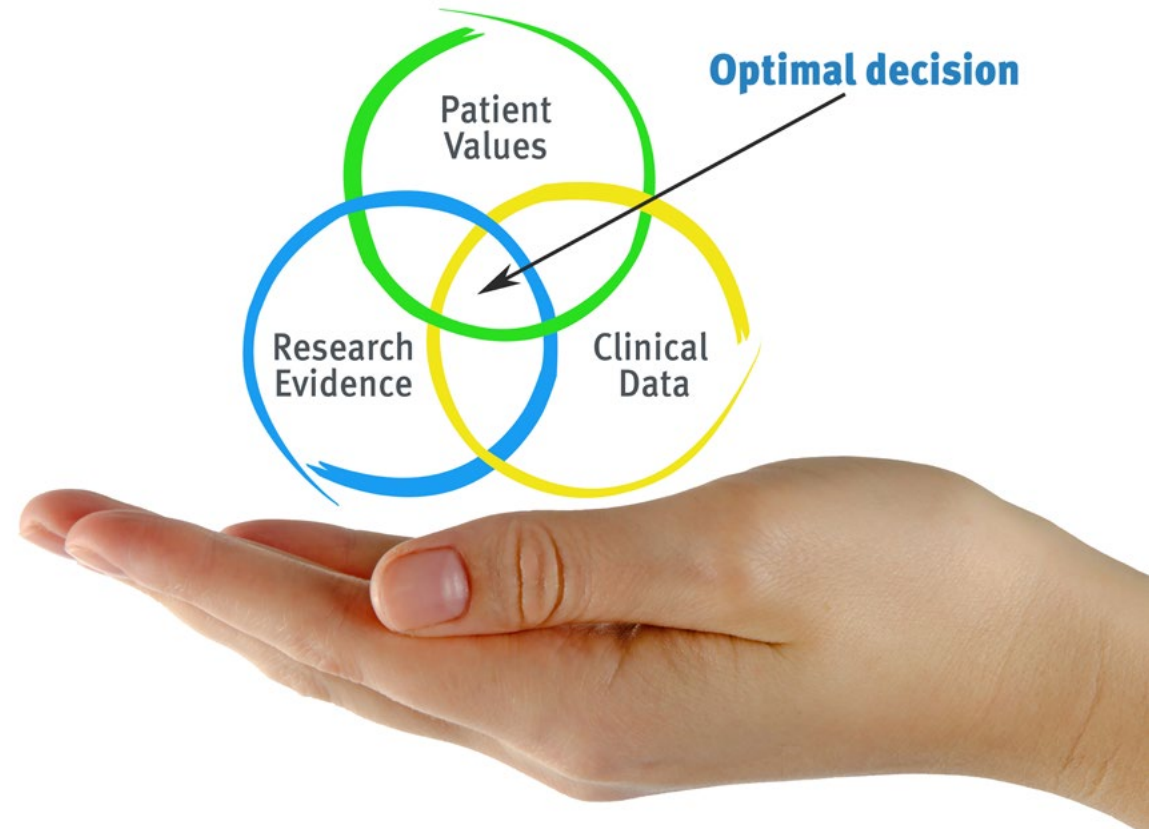 Optimal decision
Patient
Values
Research
Evidence
Clinical
Data